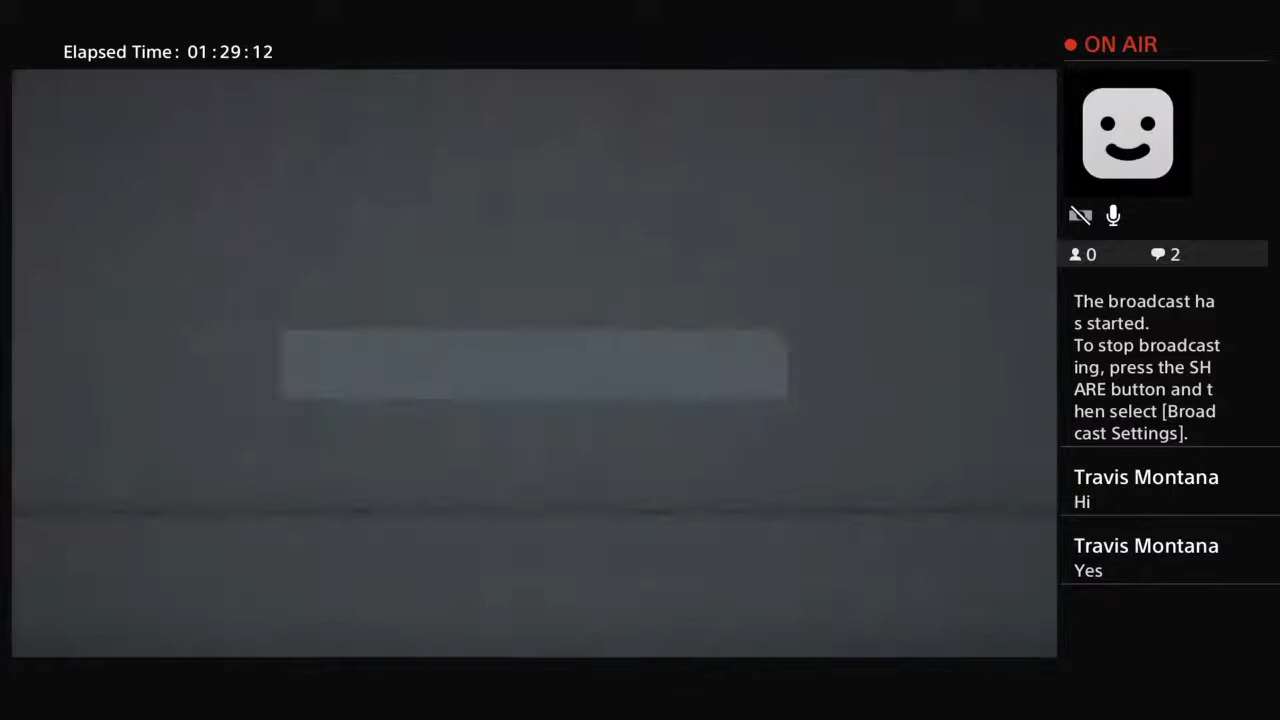 Elapsed Time: 01:29:12
ON AIR
0 2
The broadcast ha
s started.
To stop broadcast
ing, press the SH
ARE button and t
hen select [Broad
cast Settings].
Travis Montana
Hi
Travis Montana
Yes